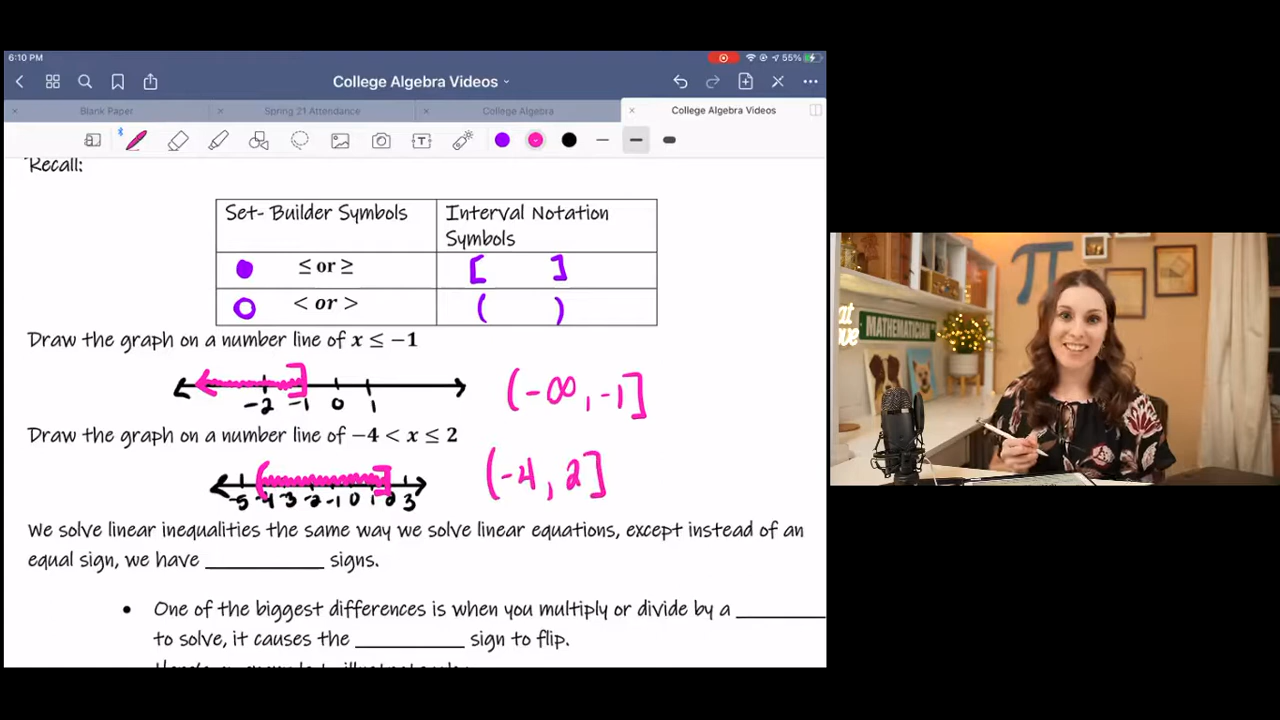 6:10 PM
55%
College Algebra Videos
Blank Paper
Spring 21 Attendance
College Algebra
College Algebra Videos
Recall:
Set- Builder Symbols
Interval Notation
Symbols
≤ or ≥
[ ]
< or >
( )
Draw the graph on a number line of x ≤ −1
-2 -1 0 1
(-∞, -1]
Draw the graph on a number line of −4 < x ≤ 2
-5 -4 -3 -2 -1 0 1 2 3
(-4, 2]
We solve linear inequalities the same way we solve linear equations, except instead of an
equal sign, we have ____________ signs.
• One of the biggest differences is when you multiply or divide by a _________
to solve, it causes the ___________ sign to flip.
MATHEMATICIAN